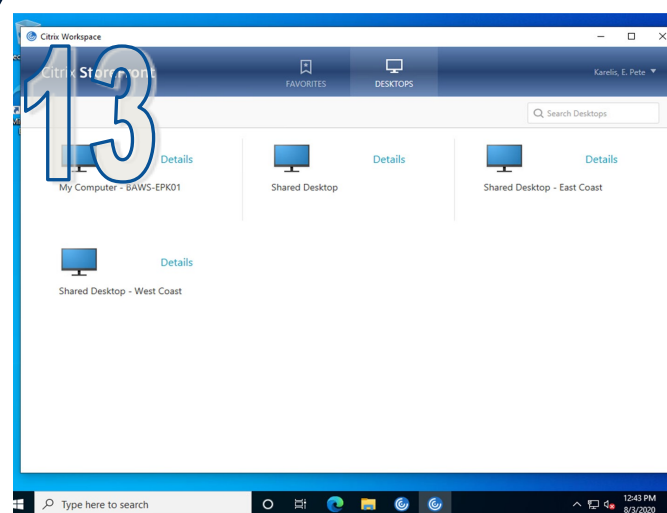 Citrix Workspace
13
Citrix StoreFront
FAVORITES
DESKTOPS
Karelis, E. Pete
Search Desktops
Details
My Computer - BAWS-EPK01
Details
Shared Desktop
Details
Shared Desktop - East Coast
Details
Shared Desktop - West Coast
Type here to search
12:43 PM
8/3/2020